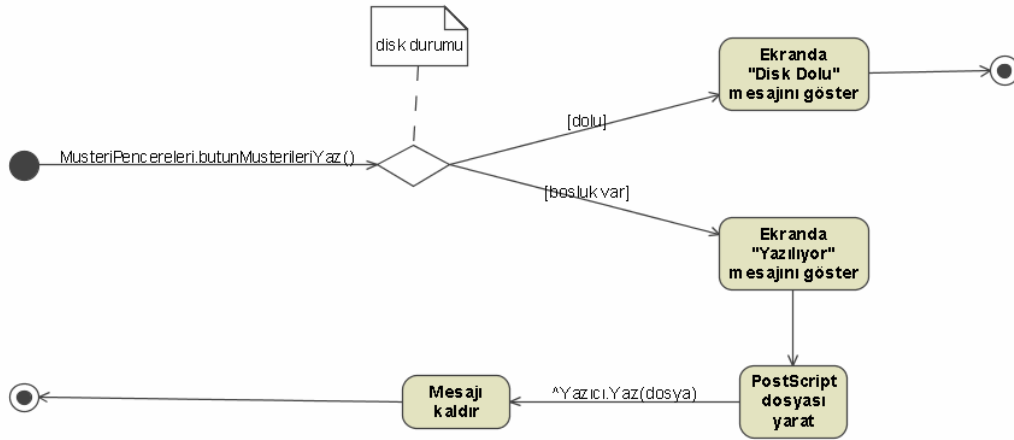 disk durumu
Ekranda
"Disk Dolu"
mesajını göster
[dolu]
MusteriPencereleri.butunMusterileriYaz()
[bosluk var]
Ekranda
"Yazılıyor"
mesajını göster
Mesajı
kaldır
^Yazıcı.Yaz(dosya)
PostScript
dosyası
yarat